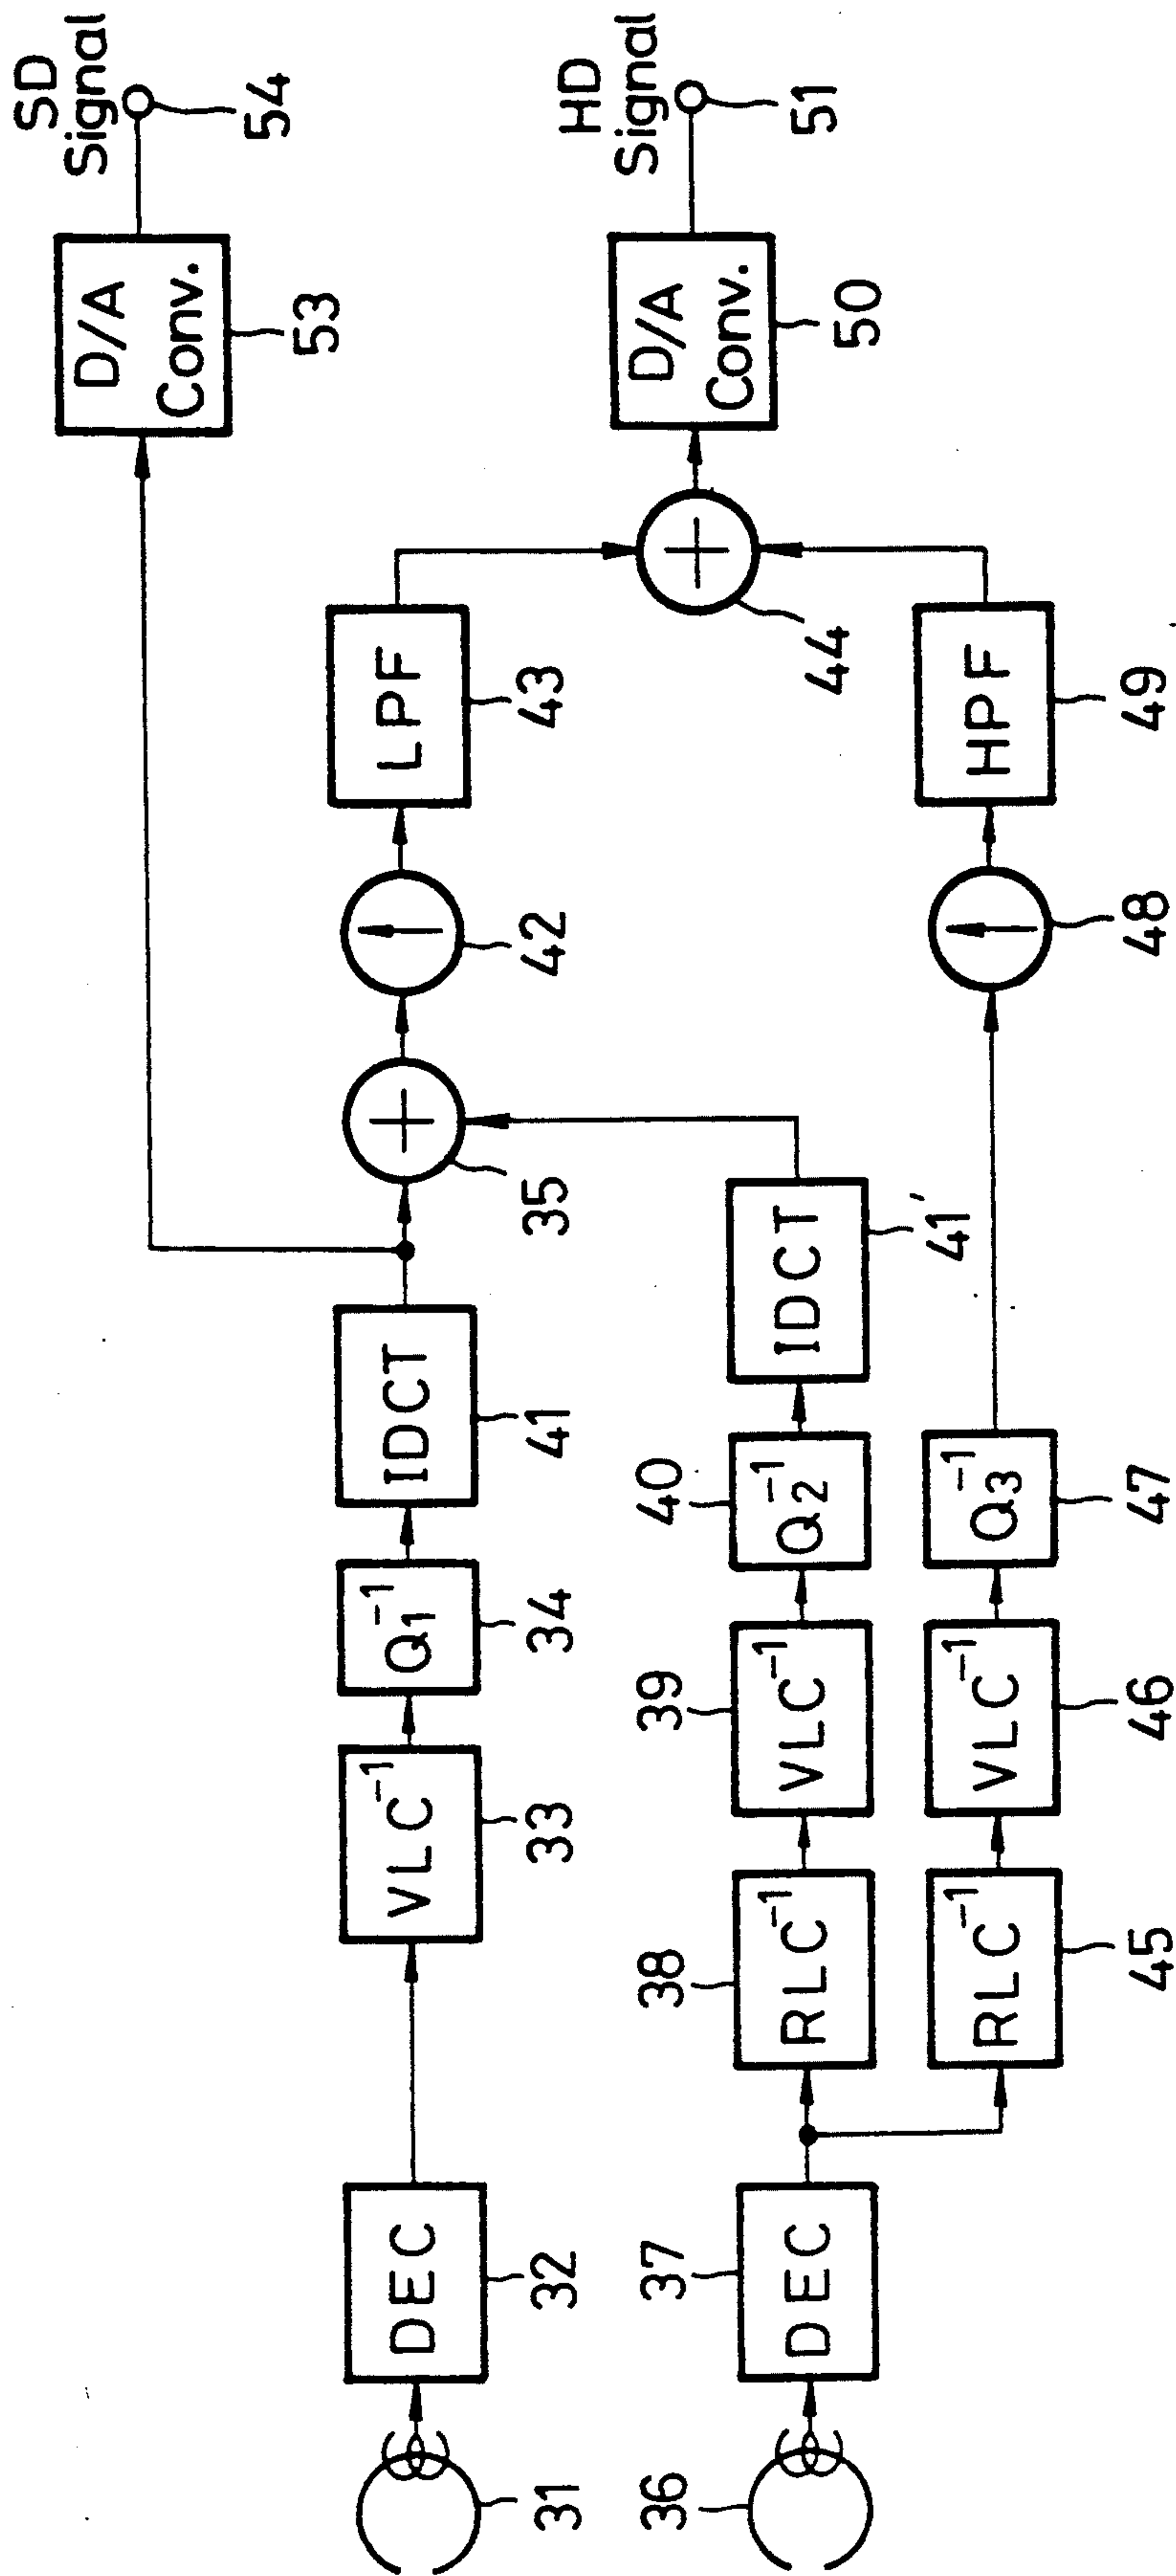 SD
Signal
54
D/A
Conv.
53
HD
Signal
51
D/A
Conv.
50
31
DEC
32
VLC⁻¹
33
Q₁⁻¹
34
IDCT
41
+
35
42
LPF
43
+
44
36
DEC
37
RLC⁻¹
38
VLC⁻¹
39
Q₂⁻¹
40
IDCT
41'
RLC⁻¹
45
VLC⁻¹
46
Q₃⁻¹
47
48
HPF
49